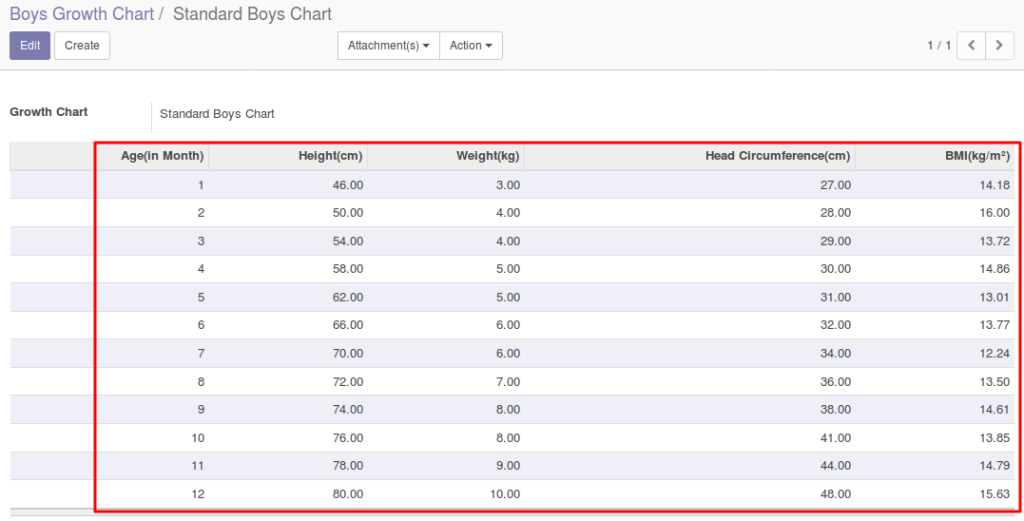 Boys Growth Chart / Standard Boys Chart
Edit Create Attachment(s) Action 1 / 1
Growth Chart Standard Boys Chart
Age(in Month) Height(cm) Weight(kg) Head Circumference(cm) BMI(kg/m²)
1 46.00 3.00 27.00 14.18
2 50.00 4.00 28.00 16.00
3 54.00 4.00 29.00 13.72
4 58.00 5.00 30.00 14.86
5 62.00 5.00 31.00 13.01
6 66.00 6.00 32.00 13.77
7 70.00 6.00 34.00 12.24
8 72.00 7.00 36.00 13.50
9 74.00 8.00 38.00 14.61
10 76.00 8.00 41.00 13.85
11 78.00 9.00 44.00 14.79
12 80.00 10.00 48.00 15.63